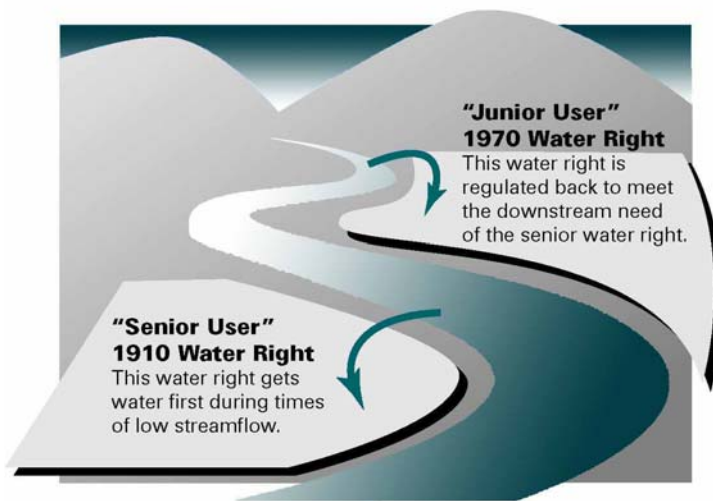 “Junior User”
1970 Water Right
This water right is
regulated back to meet
the downstream need
of the senior water right.
“Senior User”
1910 Water Right
This water right gets
water first during times
of low streamflow.